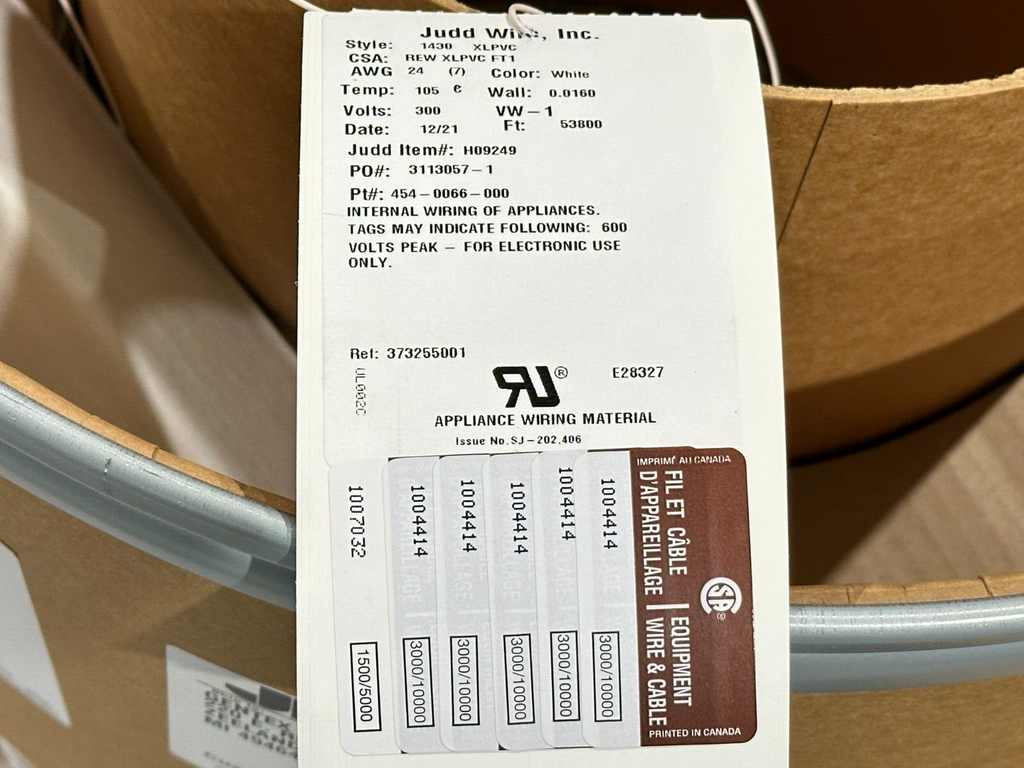 Judd Wire, Inc.
Style: 1430 XLPVC
CSA: REW XLPVC FT1
AWG 24 (7) Color: White
Temp: 105 c Wall: 0.0160
Volts: 300 VW-1
Date: 12/21 Ft: 53800
Judd Item#: H09249
PO#: 3113057-1
Pt#: 454-0066-000
INTERNAL WIRING OF APPLIANCES.
TAGS MAY INDICATE FOLLOWING: 600
VOLTS PEAK - FOR ELECTRONIC USE
ONLY.
Ref: 373255001
UL002C
RU® E28327
APPLIANCE WIRING MATERIAL
Issue No. SJ-202,406
1007032 1500/5000
1004414 3000/10000
1004414 3000/10000
1004414 3000/10000
1004414 3000/10000
1004414 3000/10000
IMPRIMÉ AU CANADA
FIL ET CÂBLE | EQUIPMENT
D'APPAREILLAGE | WIRE & CABLE
SA®
PRINTED IN CANADA